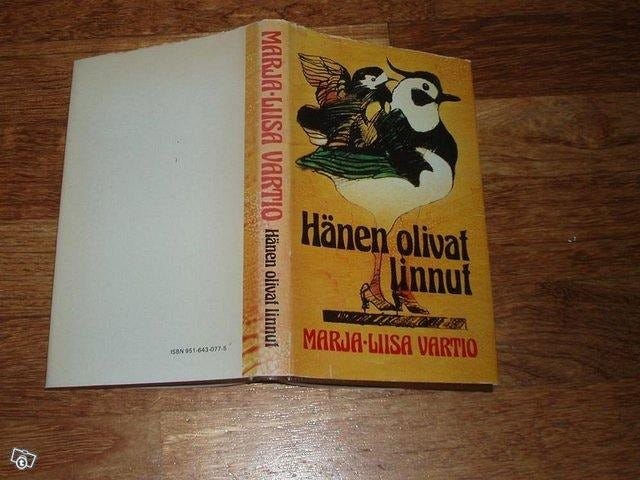 ISBN 951-643-077-5
MARJA-LIISA VARTIO Hänen olivat linnut
Hänen olivat
linnut
MARJA-LIISA VARTIO